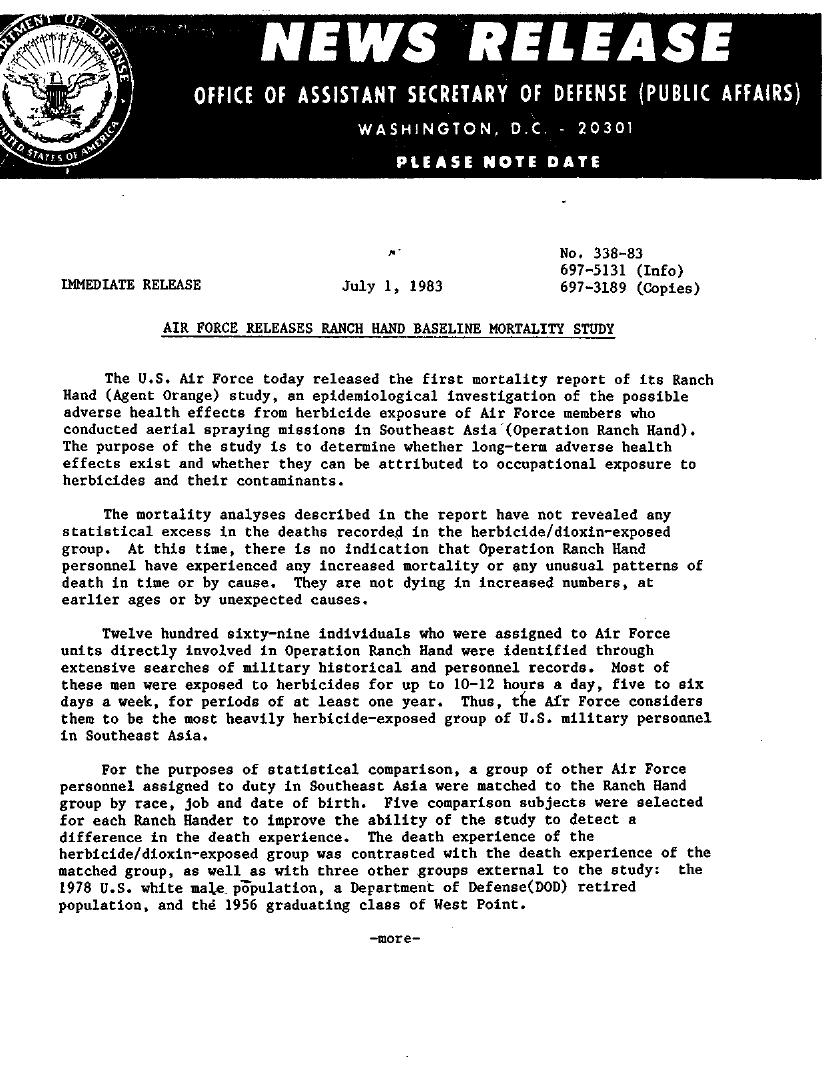 NEWS RELEASE
OFFICE OF ASSISTANT SECRETARY OF DEFENSE (PUBLIC AFFAIRS)
WASHINGTON, D.C. - 20301
PLEASE NOTE DATE
DEPARTMENT OF DEFENSE
UNITED STATES OF AMERICA
No. 338-83
697-5131 (Info)
IMMEDIATE RELEASE July 1, 1983 697-3189 (Copies)
AIR FORCE RELEASES RANCH HAND BASELINE MORTALITY STUDY
The U.S. Air Force today released the first mortality report of its Ranch
Hand (Agent Orange) study, an epidemiological investigation of the possible
adverse health effects from herbicide exposure of Air Force members who
conducted aerial spraying missions in Southeast Asia (Operation Ranch Hand).
The purpose of the study is to determine whether long-term adverse health
effects exist and whether they can be attributed to occupational exposure to
herbicides and their contaminants.
The mortality analyses described in the report have not revealed any
statistical excess in the deaths recorded in the herbicide/dioxin-exposed
group. At this time, there is no indication that Operation Ranch Hand
personnel have experienced any increased mortality or any unusual patterns of
death in time or by cause. They are not dying in increased numbers, at
earlier ages or by unexpected causes.
Twelve hundred sixty-nine individuals who were assigned to Air Force
units directly involved in Operation Ranch Hand were identified through
extensive searches of military historical and personnel records. Most of
these men were exposed to herbicides for up to 10-12 hours a day, five to six
days a week, for periods of at least one year. Thus, the Air Force considers
them to be the most heavily herbicide-exposed group of U.S. military personnel
in Southeast Asia.
For the purposes of statistical comparison, a group of other Air Force
personnel assigned to duty in Southeast Asia were matched to the Ranch Hand
group by race, job and date of birth. Five comparison subjects were selected
for each Ranch Hander to improve the ability of the study to detect a
difference in the death experience. The death experience of the
herbicide/dioxin-exposed group was contrasted with the death experience of the
matched group, as well as with three other groups external to the study: the
1978 U.S. white male population, a Department of Defense(DOD) retired
population, and the 1956 graduating class of West Point.
-more-